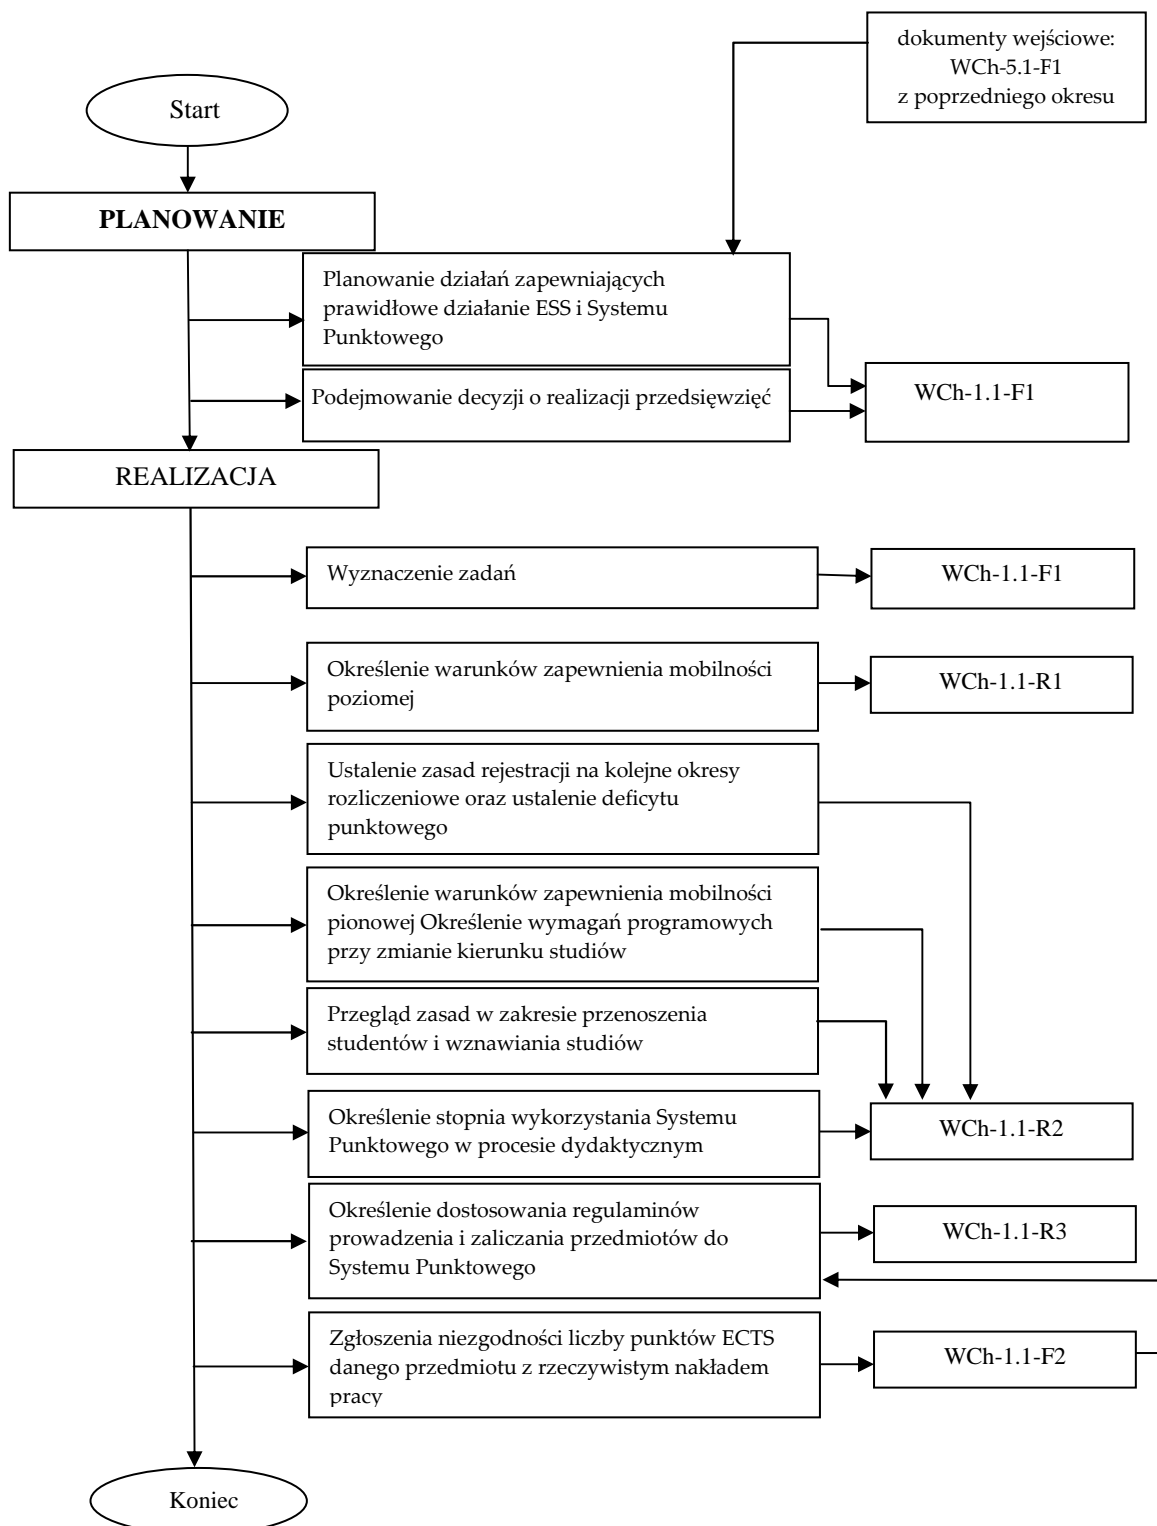 dokumenty wejściowe:
WCh-5.1-F1
z poprzedniego okresu
Start
PLANOWANIE
Planowanie działań zapewniających
prawidłowe działanie ESS i Systemu
Punktowego
WCh-1.1-F1
Podejmowanie decyzji o realizacji przedsięwzięć
REALIZACJA
Wyznaczenie zadań
WCh-1.1-F1
Określenie warunków zapewnienia mobilności
poziomej
WCh-1.1-R1
Ustalenie zasad rejestracji na kolejne okresy
rozliczeniowe oraz ustalenie deficytu
punktowego
Określenie warunków zapewnienia mobilności
pionowej Określenie wymagań programowych
przy zmianie kierunku studiów
Przegląd zasad w zakresie przenoszenia
studentów i wznawiania studiów
Określenie stopnia wykorzystania Systemu
Punktowego w procesie dydaktycznym
WCh-1.1-R2
Określenie dostosowania regulaminów
prowadzenia i zaliczania przedmiotów do
Systemu Punktowego
WCh-1.1-R3
Zgłoszenia niezgodności liczby punktów ECTS
danego przedmiotu z rzeczywistym nakładem
pracy
WCh-1.1-F2
Koniec